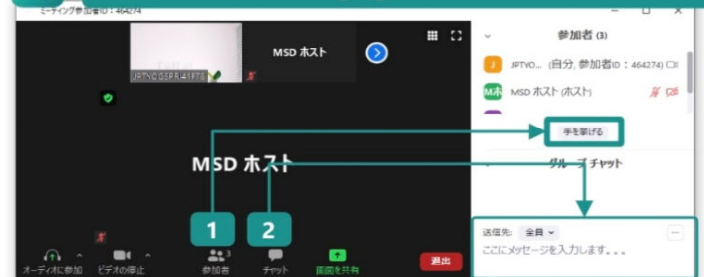 ミーティング参加者ID:464274
MSD ホスト
参加者 (3)
J
JPTYO... (自分, 参加者ID:464274)
M木
MSD ホスト (ホスト)
手を挙げる
MSD ホスト
グループ チャット
1
2
送信先: 全員
ここにメッセージを入力します。。。
3
オーディオに参加
ビデオの停止
参加者
チャット
画面を共有
退出